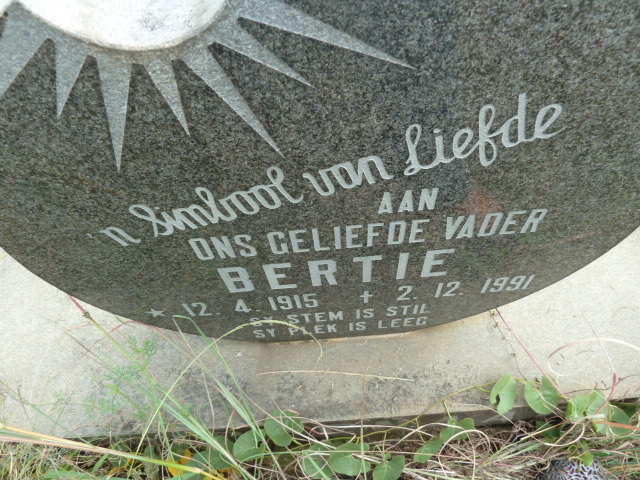 'n Simbool van Liefde
AAN
ONS GELIEFDE VADER
BERTIE
* 12. 4. 1915 + 2. 12. 1991
SY STEM IS STIL
SY PLEK IS LEEG